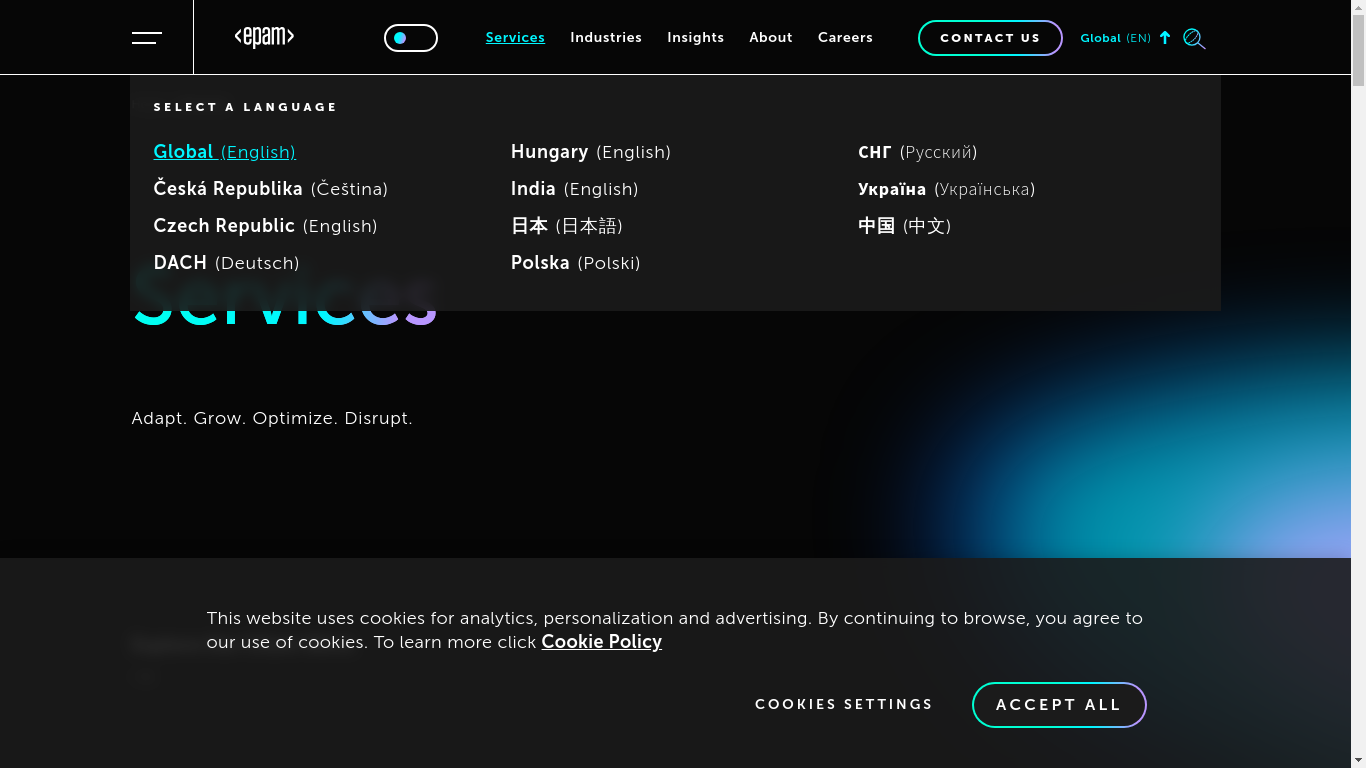 <epam>
Services
Industries
Insights
About
Careers
CONTACT US
Global (EN)
SELECT A LANGUAGE
Global (English)
Česká Republika (Čeština)
Czech Republic (English)
DACH (Deutsch)
Hungary (English)
India (English)
日本 (日本語)
Polska (Polski)
СНГ (Русский)
Україна (Українська)
中国 (中文)
Services
Adapt. Grow. Optimize. Disrupt.
This website uses cookies for analytics, personalization and advertising. By continuing to browse, you agree to
our use of cookies. To learn more click Cookie Policy
COOKIES SETTINGS
ACCEPT ALL